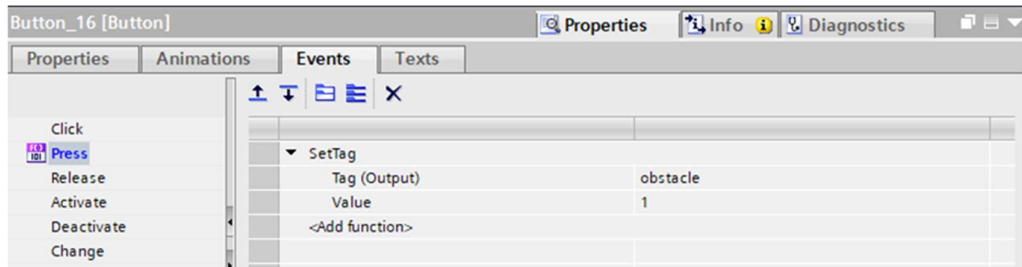 Button_16 [Button]
Properties
Info
Diagnostics
Properties
Animations
Events
Texts
Click
Press
Release
Activate
Deactivate
Change
SetTag
Tag (Output)
obstacle
Value
1
<Add function>